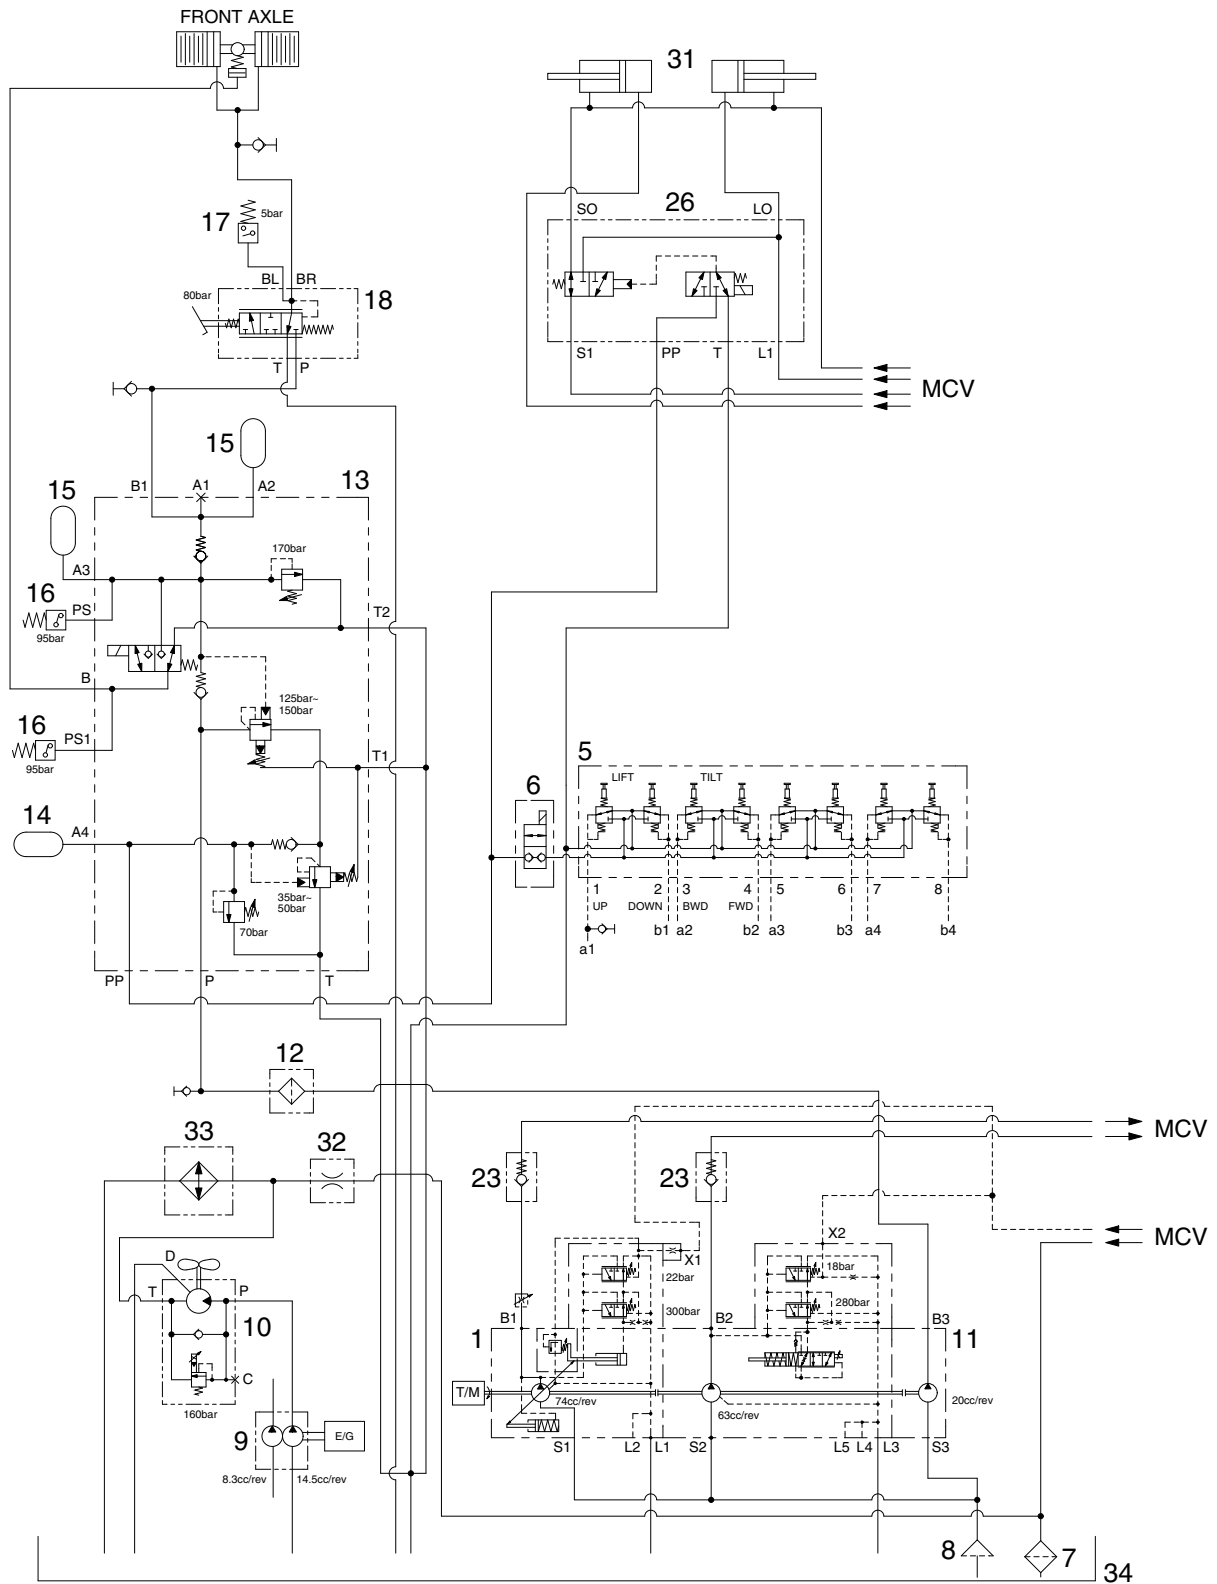 FRONT AXLE
31
26
SO
LO
17
5bar
BL
BR
80bar
18
T
P
S1
PP
T
L1
MCV
15
15
B1
A1
A2
13
A3
170bar
16
PS
95bar
T2
B
125bar~
150bar
16
PS1
95bar
T1
5
LIFT
TILT
6
14
A4
35bar~
50bar
70bar
1
2
3
4
5
6
7
8
UP
DOWN
BWD
FWD
a1
b1
a2
b2
a3
b3
a4
b4
PP
P
T
12
33
32
MCV
23
23
MCV
X1
X2
22bar
18bar
300bar
280bar
D
T
P
10
C
160bar
B1
B2
B3
1
11
T/M
74cc/rev
63cc/rev
20cc/rev
9
E/G
8.3cc/rev
14.5cc/rev
S1
L2
L1
S2
L5
L4
L3
S3
8
7
34